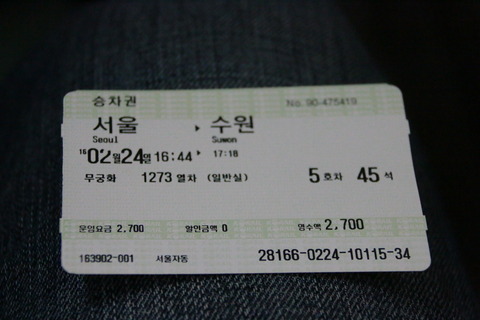 승차권 No. 90-475419
서울 ▸ 수원
Seoul Suwon
16 02월 24일 16:44 ▸ 17:18
무궁화 1273 열차 (일반실) 5 호차 45 석
운임요금 2,700 할인금액 0 영수액 2,700
163902-001 서울자동 28166-0224-10115-34